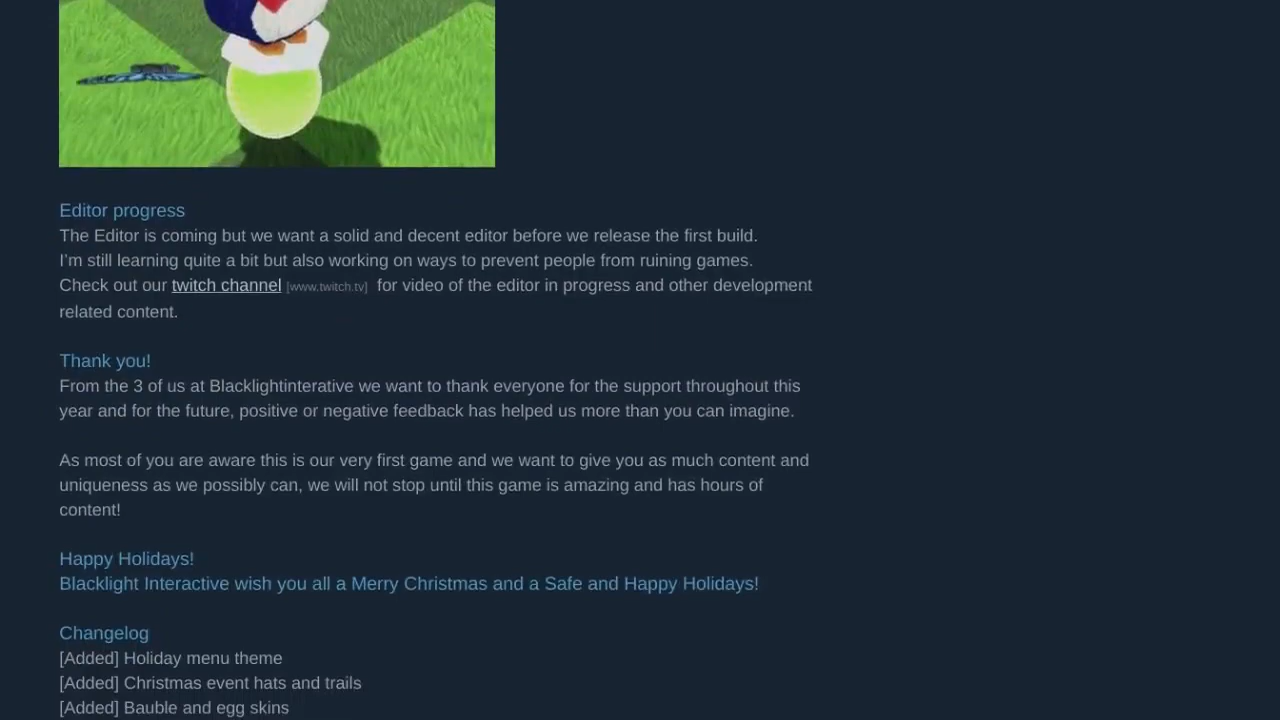 Editor progress
The Editor is coming but we want a solid and decent editor before we release the first build.
I'm still learning quite a bit but also working on ways to prevent people from ruining games.
Check out our twitch channel [www.twitch.tv] for video of the editor in progress and other development
related content.
Thank you!
From the 3 of us at Blacklightinterative we want to thank everyone for the support throughout this
year and for the future, positive or negative feedback has helped us more than you can imagine.
As most of you are aware this is our very first game and we want to give you as much content and
uniqueness as we possibly can, we will not stop until this game is amazing and has hours of
content!
Happy Holidays!
Blacklight Interactive wish you all a Merry Christmas and a Safe and Happy Holidays!
Changelog
[Added] Holiday menu theme
[Added] Christmas event hats and trails
[Added] Bauble and egg skins